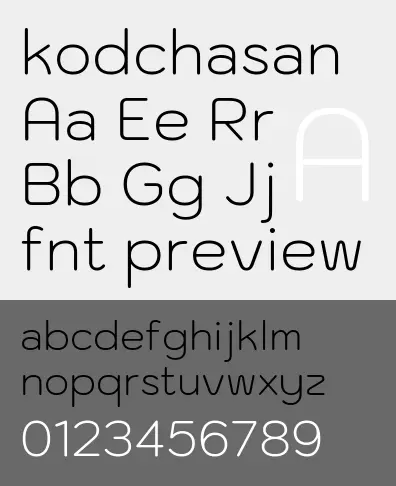 kodchasan
Aa Ee Rr
A
Bb Gg Jj
fnt preview
abcdefghijklm
nopqrstuvwxyz
0123456789